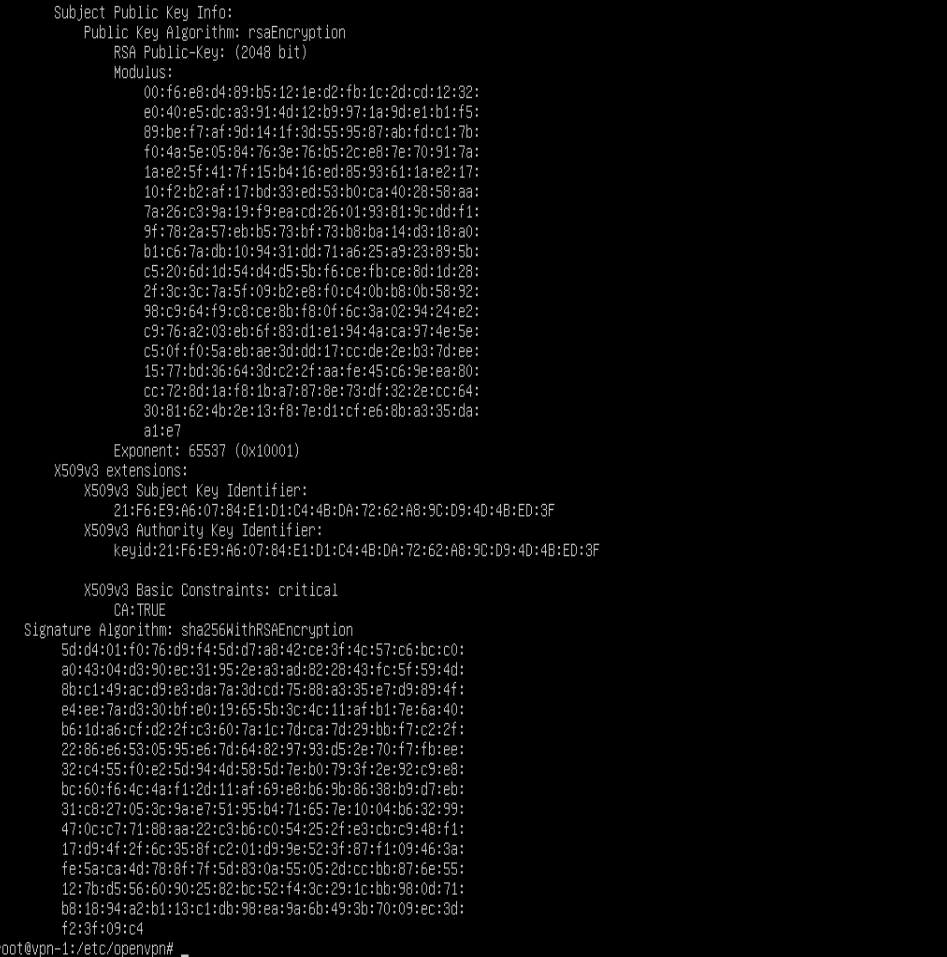 Subject Public Key Info:
Public Key Algorithm: rsaEncryption
RSA Public-Key: (2048 bit)
Modulus:
00:f6:e8:d4:89:b5:12:1e:d2:fb:1c:2d:cd:12:32:
e0:40:e5:dc:a3:91:4d:12:b9:97:1a:9d:e1:b1:f5:
89:be:f7:af:9d:14:1f:3d:55:95:87:ab:fd:c1:7b:
f0:4a:5e:05:84:76:3e:76:b5:2c:e8:7e:70:91:7a:
1a:e2:5f:41:7f:15:b4:16:ed:85:93:61:1a:e2:17:
10:f2:b2:af:17:bd:33:ed:53:b0:ca:40:28:58:aa:
7a:26:c3:9a:19:f9:ea:cd:26:01:93:81:9c:dd:f1:
9f:78:2a:57:eb:b5:73:bf:73:b8:ba:14:d3:18:a0:
b1:c6:7a:db:10:94:31:dd:71:a6:25:a9:23:89:5b:
c5:20:6d:1d:54:d4:d5:5b:f6:ce:fb:ce:8d:1d:28:
2f:3c:3c:7a:5f:09:b2:e8:f0:c4:0b:b8:0b:58:92:
98:c9:64:f9:c8:ce:8b:f8:0f:6c:3a:02:94:24:e2:
c9:76:a2:03:eb:6f:83:d1:e1:94:4a:ca:97:4e:5e:
c5:0f:f0:5a:eb:ae:3d:dd:17:cc:de:2e:b3:7d:ee:
15:77:bd:36:64:3d:c2:2f:aa:fe:45:c6:9e:ea:80:
cc:72:8d:1a:f8:1b:a7:87:8e:73:df:32:2e:cc:64:
30:81:62:4b:2e:13:f8:7e:d1:cf:e6:8b:a3:35:da:
a1:e7
Exponent: 65537 (0x10001)
X509v3 extensions:
X509v3 Subject Key Identifier:
21:F6:E9:A6:07:84:E1:D1:C4:4B:DA:72:62:A8:9C:D9:4D:4B:ED:3F
X509v3 Authority Key Identifier:
keyid:21:F6:E9:A6:07:84:E1:D1:C4:4B:DA:72:62:A8:9C:D9:4D:4B:ED:3F
X509v3 Basic Constraints: critical
CA:TRUE
Signature Algorithm: sha256WithRSAEncryption
5d:d4:01:f0:76:d9:f4:5d:d7:a8:42:ce:3f:4c:57:c6:bc:c0:
a0:43:04:d3:90:ec:31:95:2e:a3:ad:82:28:43:fc:5f:59:4d:
8b:c1:49:ac:d9:e3:da:7a:3d:cd:75:88:a3:35:e7:d9:89:4f:
e4:ee:7a:d3:30:bf:e0:19:65:5b:3c:4c:11:af:b1:7e:6a:40:
b6:1d:a6:cf:d2:2f:c3:60:7a:1c:7d:ca:7d:29:bb:f7:c2:2f:
22:86:e6:53:05:95:e6:7d:64:82:97:93:d5:2e:70:f7:fb:ee:
32:c4:55:f0:e2:5d:94:4d:58:5d:7e:b0:79:3f:2e:92:c9:e8:
bc:60:f6:4c:4a:f1:2d:11:af:69:e8:b6:9b:86:38:b9:d7:eb:
31:c8:27:05:3c:9a:e7:51:95:b4:71:65:7e:10:04:b6:32:99:
47:0c:c7:71:88:aa:22:c3:b6:c0:54:25:2f:e3:cb:c9:48:f1:
17:d9:4f:2f:6c:35:8f:c2:01:d9:9e:52:3f:87:f1:09:46:3a:
fe:5a:ca:4d:78:8f:7f:5d:83:0a:55:05:2d:cc:bb:87:6e:55:
12:7b:d5:56:60:90:25:82:bc:52:f4:3c:29:1c:bb:98:0d:71:
b8:18:94:a2:b1:13:c1:db:98:ea:9a:6b:49:3b:70:09:ec:3d:
f2:3f:09:c4
root@vpn-1:/etc/openvpn# _